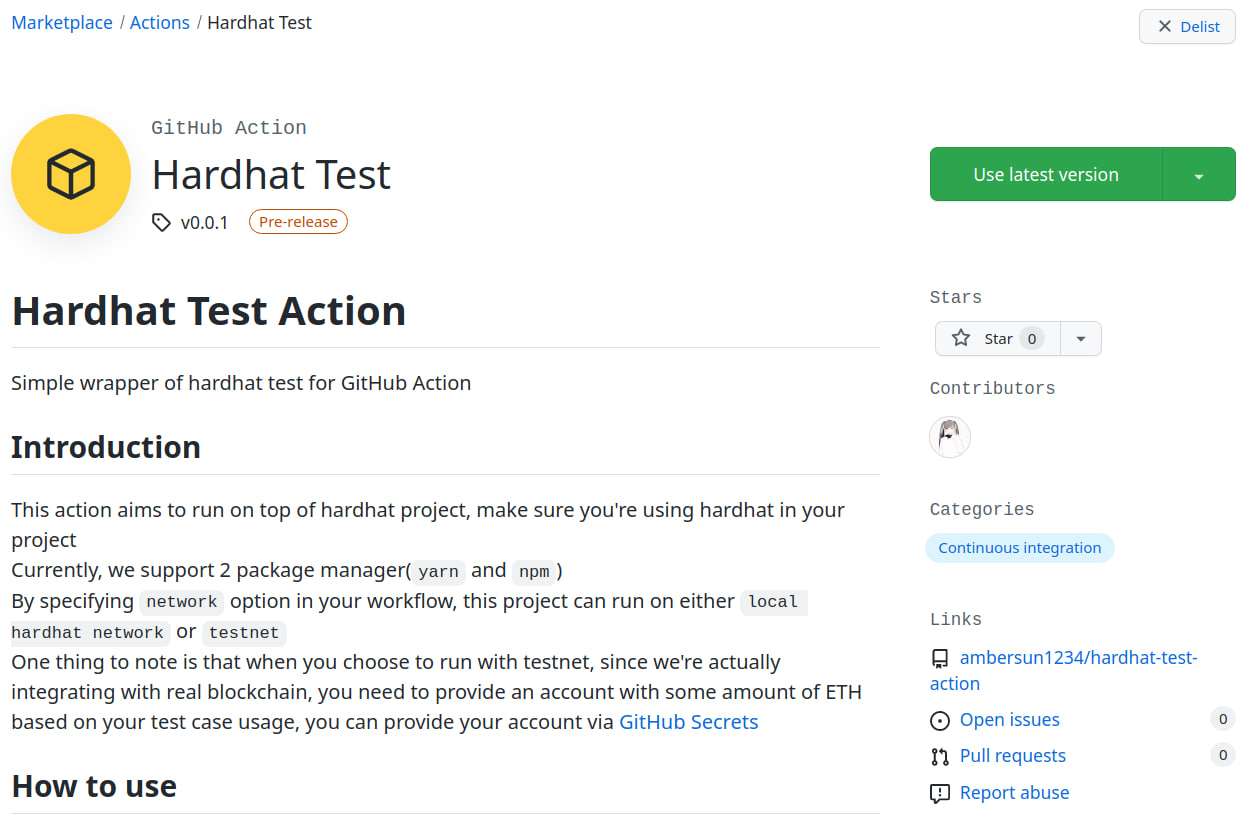 Marketplace / Actions / Hardhat Test
Delist
GitHub Action
Hardhat Test
v0.0.1 Pre-release
Use latest version
Hardhat Test Action
Simple wrapper of hardhat test for GitHub Action
Introduction
This action aims to run on top of hardhat project, make sure you're using hardhat in your
project
Currently, we support 2 package manager( yarn and npm )
By specifying network option in your workflow, this project can run on either local
hardhat network or testnet
One thing to note is that when you choose to run with testnet, since we're actually
integrating with real blockchain, you need to provide an account with some amount of ETH
based on your test case usage, you can provide your account via GitHub Secrets
How to use
Stars
Star 0
Contributors
Categories
Continuous integration
Links
ambersun1234/hardhat-test-
action
Open issues 0
Pull requests 0
Report abuse